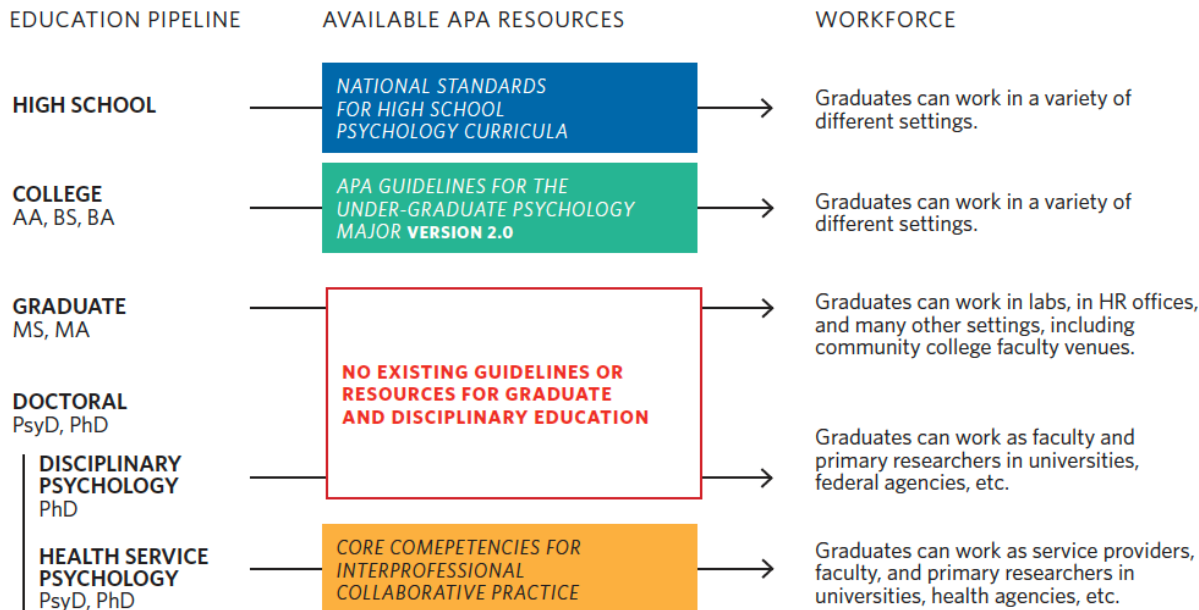 EDUCATION PIPELINE
AVAILABLE APA RESOURCES
WORKFORCE
HIGH SCHOOL
NATIONAL STANDARDS
FOR HIGH SCHOOL
PSYCHOLOGY CURRICULA
Graduates can work in a variety of
different settings.
COLLEGE
AA, BS, BA
APA GUIDELINES FOR THE
UNDER-GRADUATE PSYCHOLOGY
MAJOR VERSION 2.0
Graduates can work in a variety of
different settings.
GRADUATE
MS, MA
Graduates can work in labs, in HR offices,
and many other settings, including
community college faculty venues.
NO EXISTING GUIDELINES OR
RESOURCES FOR GRADUATE
AND DISCIPLINARY EDUCATION
DOCTORAL
PsyD, PhD
DISCIPLINARY
PSYCHOLOGY
PhD
Graduates can work as faculty and
primary researchers in universities,
federal agencies, etc.
HEALTH SERVICE
PSYCHOLOGY
PsyD, PhD
CORE COMEPETENCIES FOR
INTERPROFESSIONAL
COLLABORATIVE PRACTICE
Graduates can work as service providers,
faculty, and primary researchers in
universities, health agencies, etc.